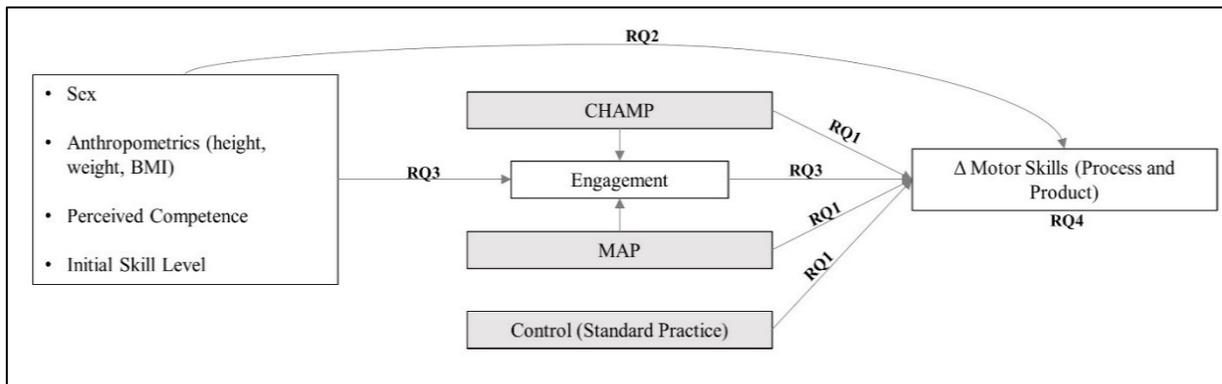 RQ2
• Sex
• Anthropometrics (height,
weight, BMI)
• Perceived Competence
• Initial Skill Level
RQ3
CHAMP
Engagement
MAP
Control (Standard Practice)
RQ1
RQ3
RQ1
RQ1
Δ Motor Skills (Process and
Product)
RQ4